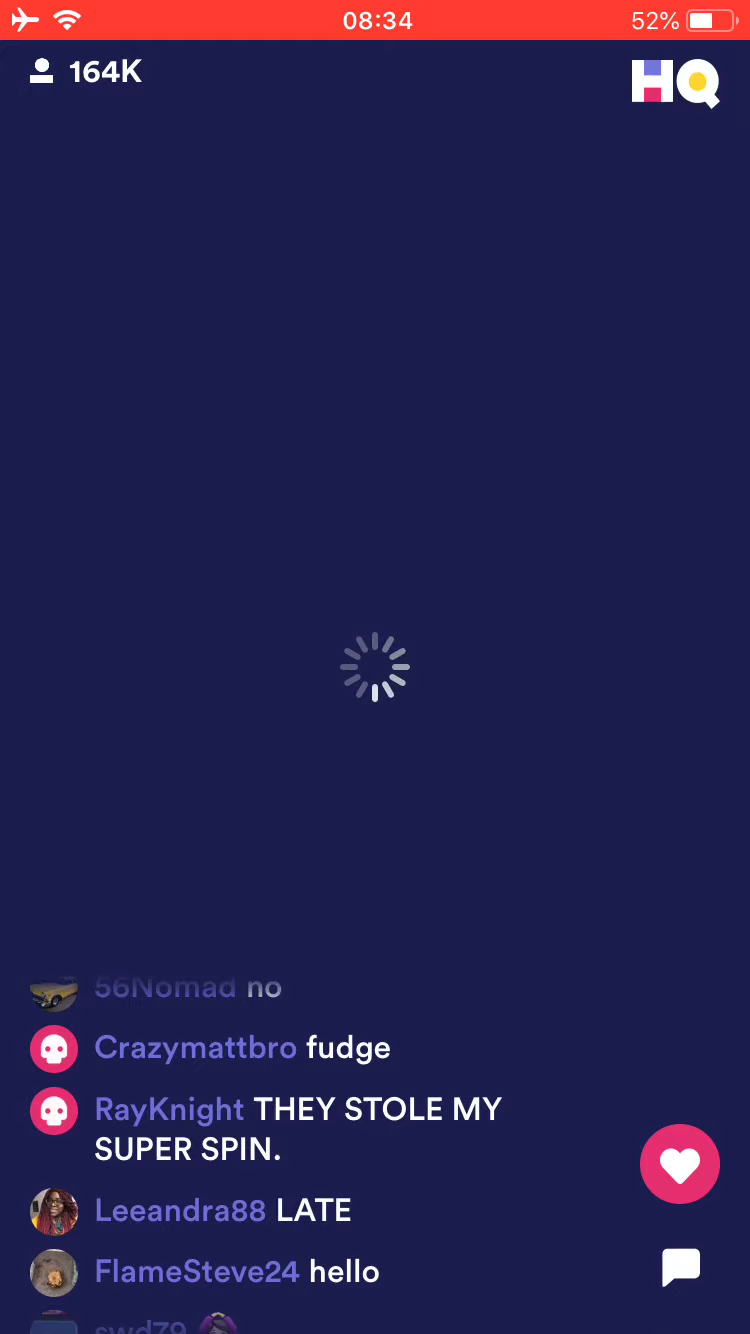 08:34
52%
164K
HQ
56Nomad no
Crazymattbro fudge
RayKnight THEY STOLE MY
SUPER SPIN.
Leeandra88 LATE
FlameSteve24 hello
swd79